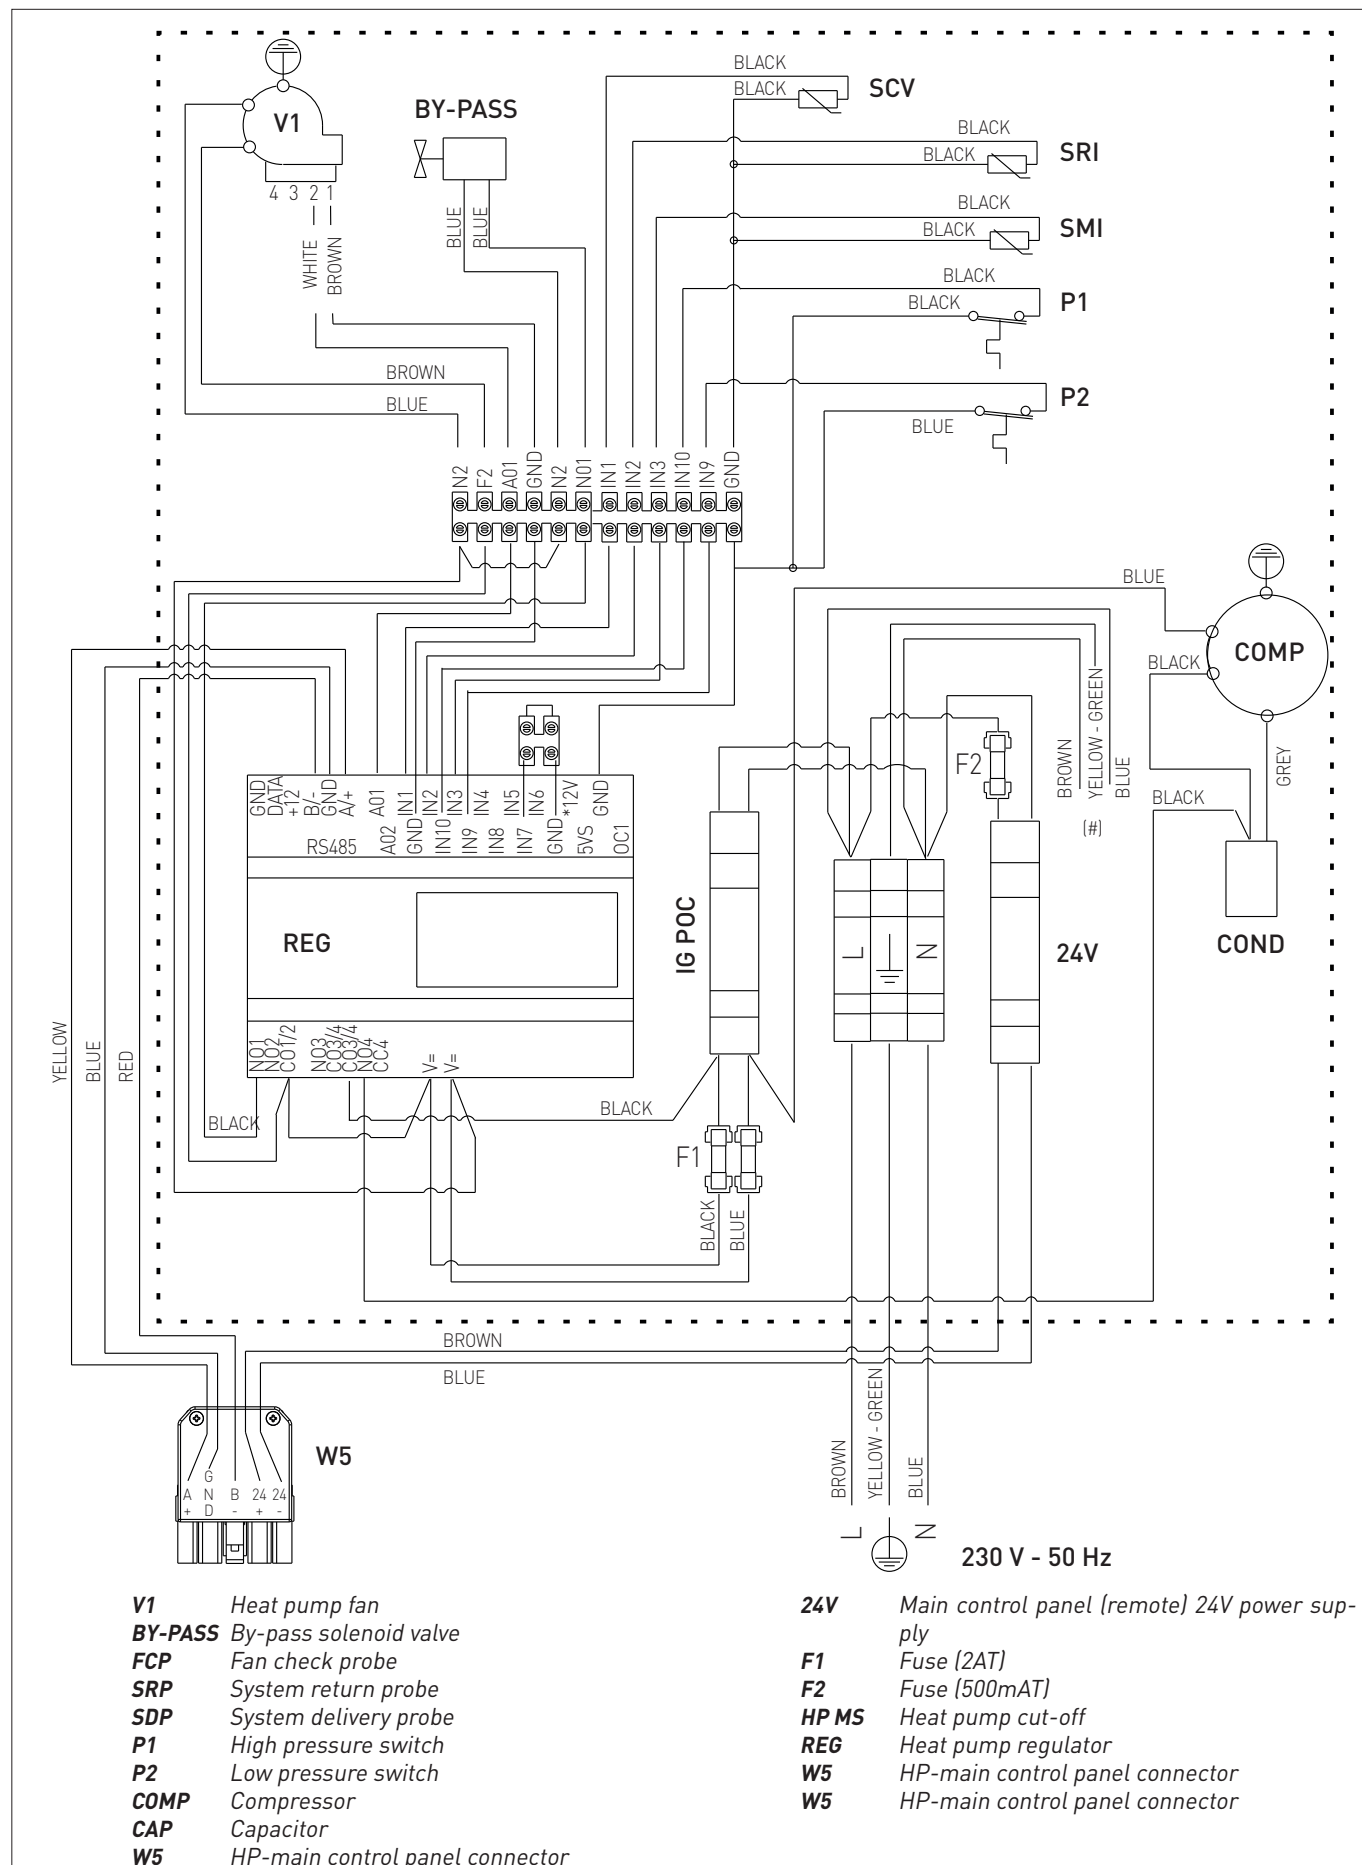 BLACK
BLACK
SCV
V1
BY-PASS
BLACK
BLACK
SRI
4 3 2 1
BLACK
BLACK
SMI
BLUE
BLUE
WHITE
BROWN
BLACK
BLACK
P1
BROWN
BLUE
P2
BLUE
N2
F2
A01
GND
N2
N01
IN1
IN2
IN3
IN10
IN9
GND
BLUE
COMP
BLACK
GREY
BLACK
COND
BROWN
YELLOW - GREEN
BLUE
(#)
F2
GND
DATA
+12
B/-
GND
A/+
A01
IN1
IN2
IN3
IN4
IN5
IN6
*12V
GND
RS485
A02
GND
IN10
IN9
IN8
IN7
GND
5VS
OC1
REG
IG POC
L
N
24V
YELLOW
BLUE
RED
NO1
NO2
CO1/2
NO3
CO3/4
CO3/4
NO4
CC4
V=
V=
BLACK
BLACK
F1
BLACK
BLUE
BROWN
BLUE
W5
A +
GND
B -
24 +
24 -
BROWN
YELLOW - GREEN
BLUE
L
N
230 V - 50 Hz
V1 Heat pump fan
BY-PASS By-pass solenoid valve
FCP Fan check probe
SRP System return probe
SDP System delivery probe
P1 High pressure switch
P2 Low pressure switch
COMP Compressor
CAP Capacitor
W5 HP-main control panel connector
24V Main control panel (remote) 24V power sup-
ply
F1 Fuse (2AT)
F2 Fuse (500mAT)
HP MS Heat pump cut-off
REG Heat pump regulator
W5 HP-main control panel connector
W5 HP-main control panel connector